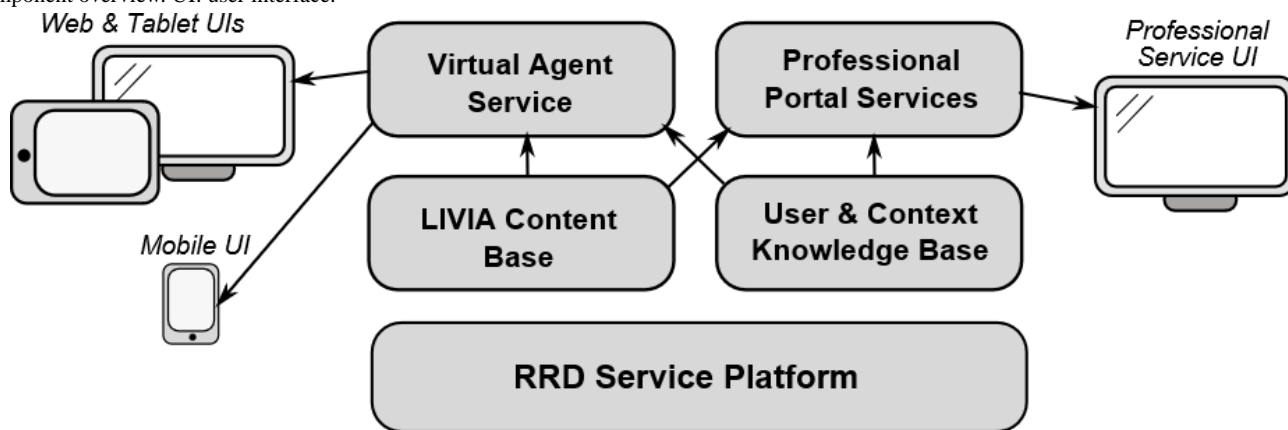 Web & Tablet UIs
Virtual Agent
Service
Professional
Portal Services
Professional
Service UI
LIVIA Content
Base
User & Context
Knowledge Base
Mobile UI
RRD Service Platform